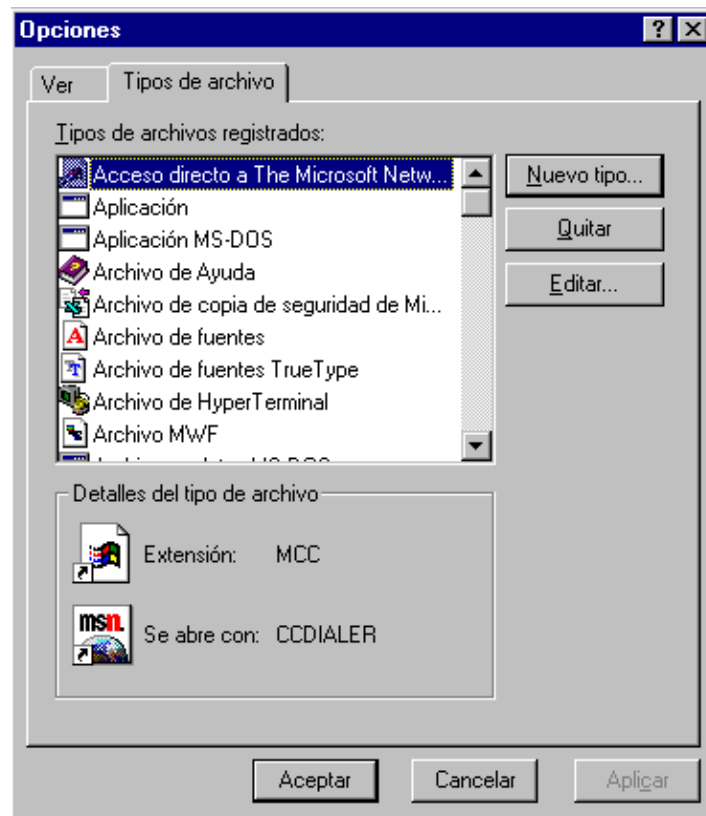 Opciones
Ver
Tipos de archivo
Tipos de archivos registrados:
Acceso directo a The Microsoft Netw...
Aplicación
Aplicación MS-DOS
Archivo de Ayuda
Archivo de copia de seguridad de Mi...
Archivo de fuentes
Archivo de fuentes TrueType
Archivo de HyperTerminal
Archivo MWF
Nuevo tipo...
Quitar
Editar...
Detalles del tipo de archivo
Extensión: MCC
msn.
Se abre con: CCDIALER
Aceptar
Cancelar
Aplicar